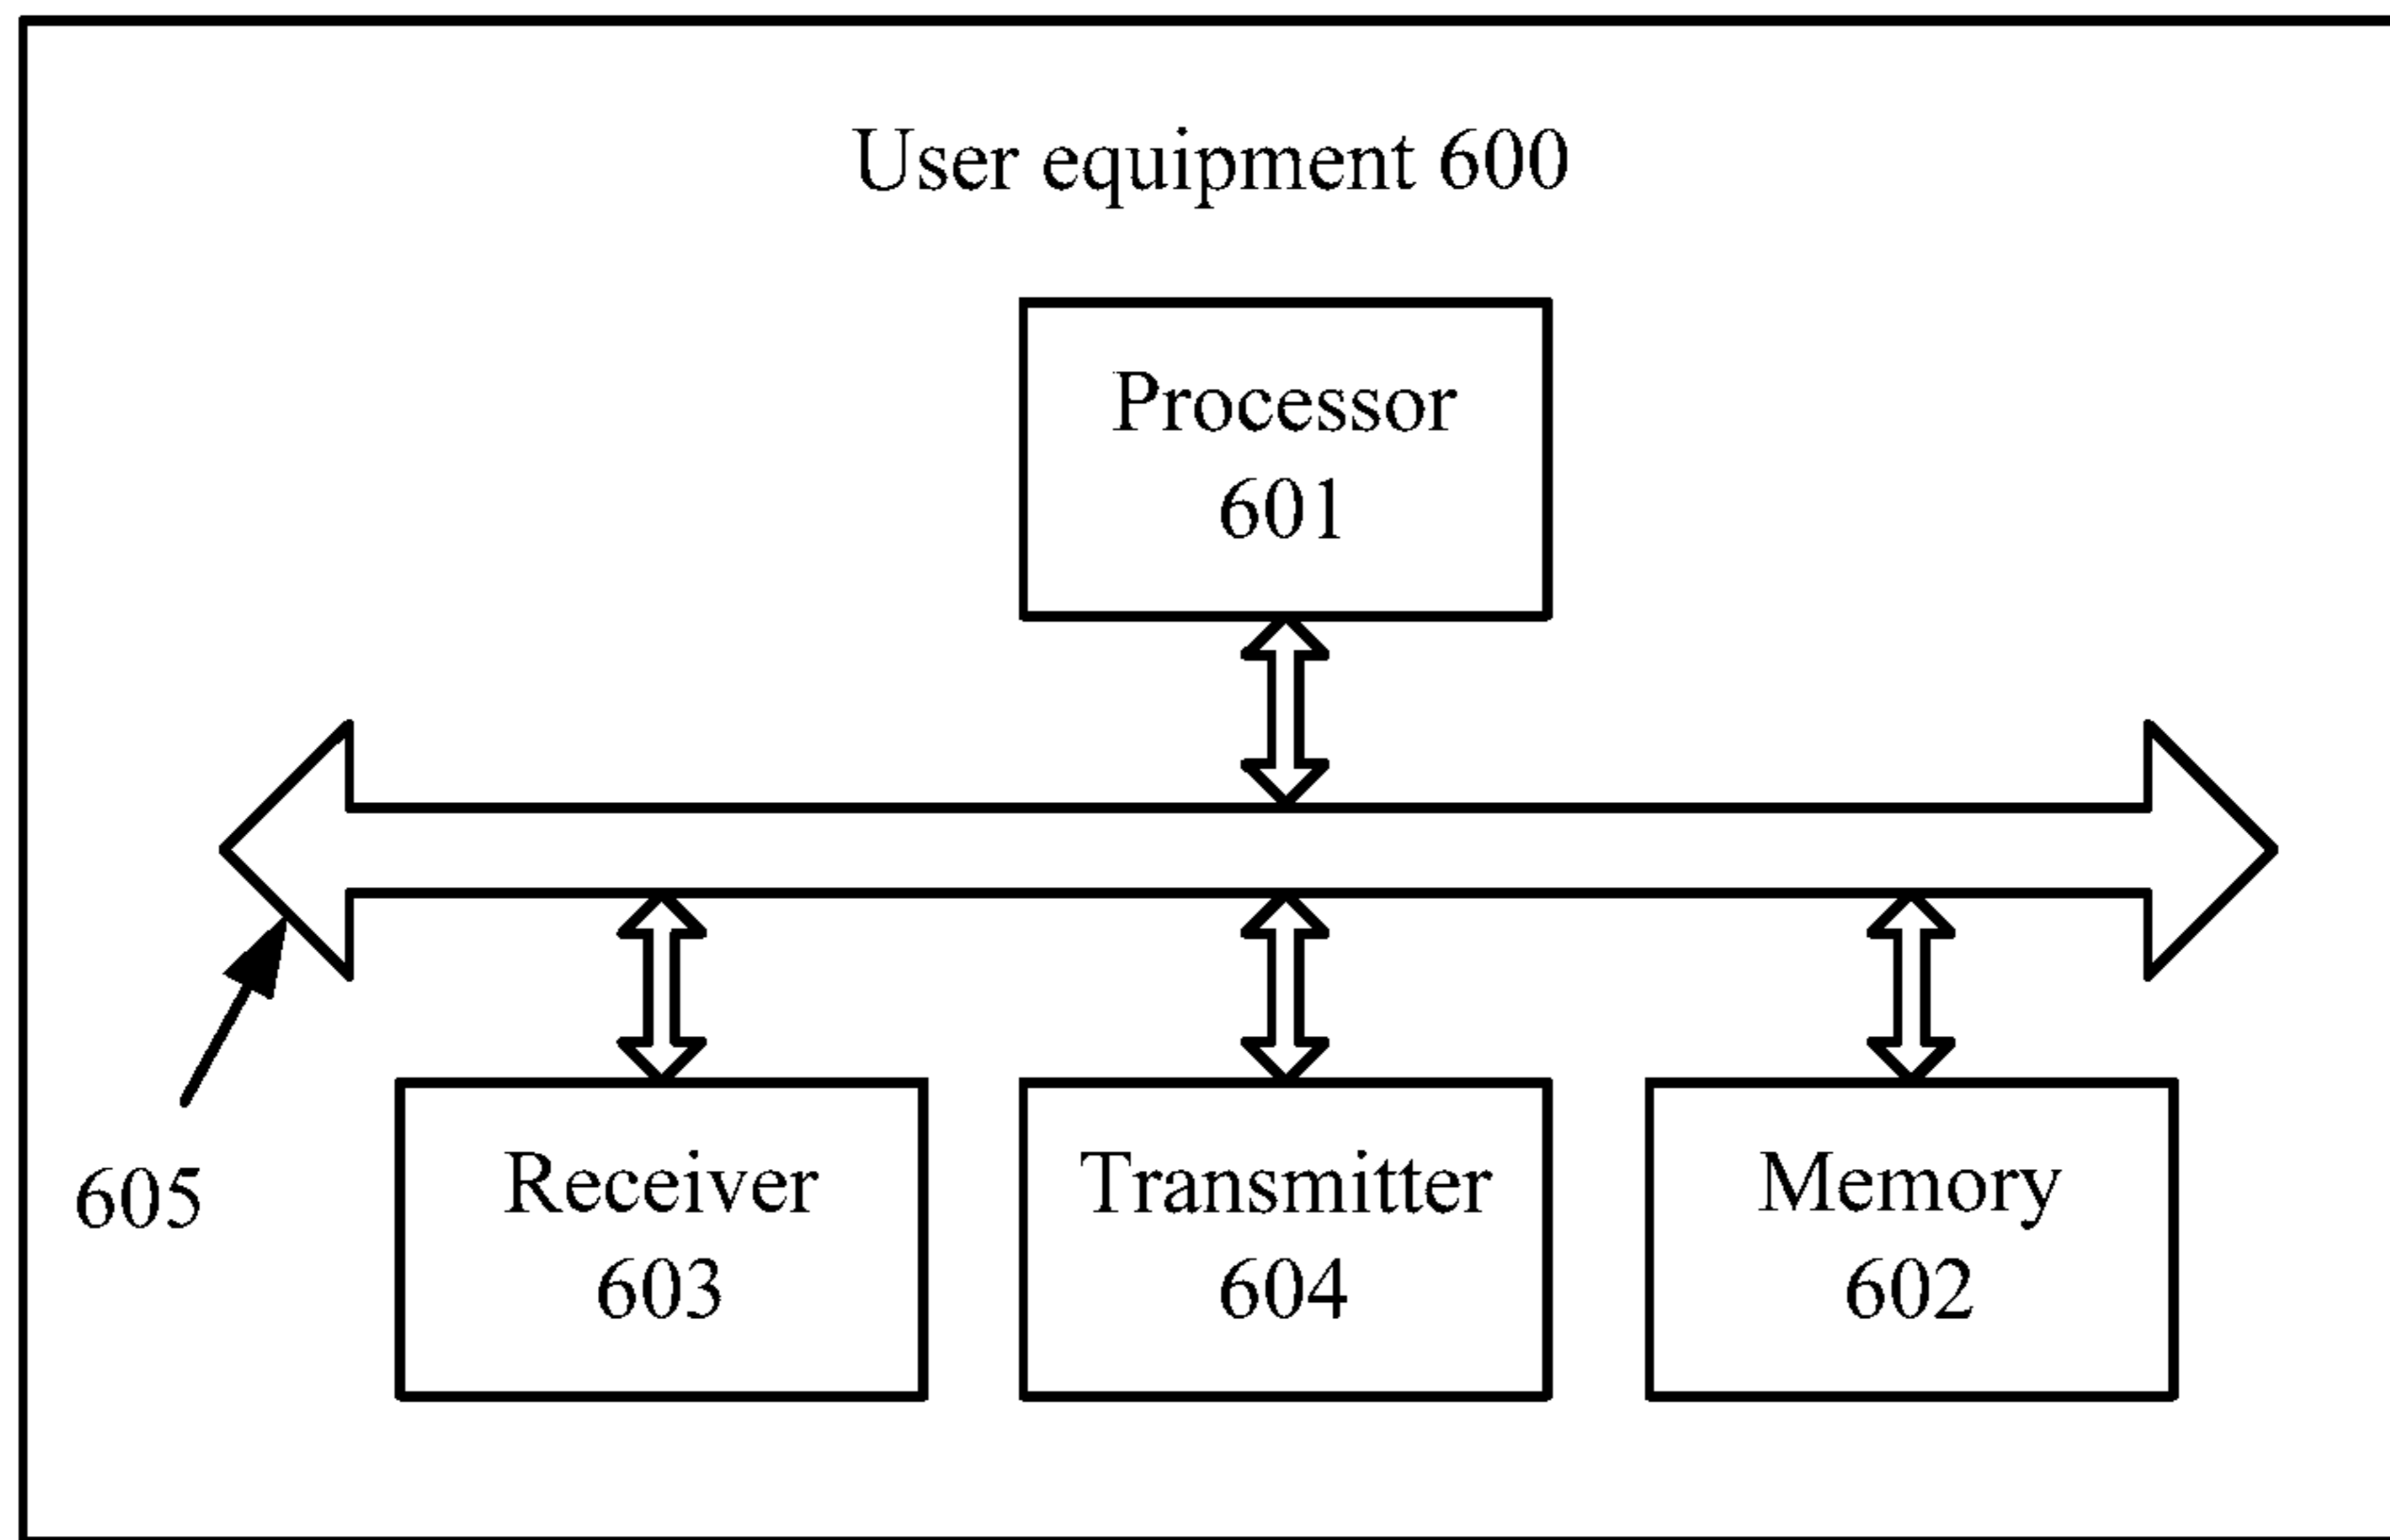 User equipment 600
Processor
601
605
Receiver
603
Transmitter
604
Memory
602